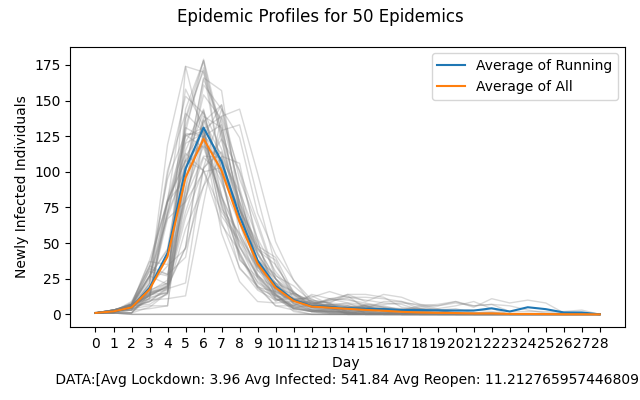 Epidemic Profiles for 50 Epidemics
175
150
125
100
75
50
25
0
Newly Infected Individuals
Average of Running
Average of All
0 1 2 3 4 5 6 7 8 9 10 11 12 13 14 15 16 17 18 19 20 21 22 23 24 25 26 27 28
Day
DATA:[Avg Lockdown: 3.96 Avg Infected: 541.84 Avg Reopen: 11.212765957446809